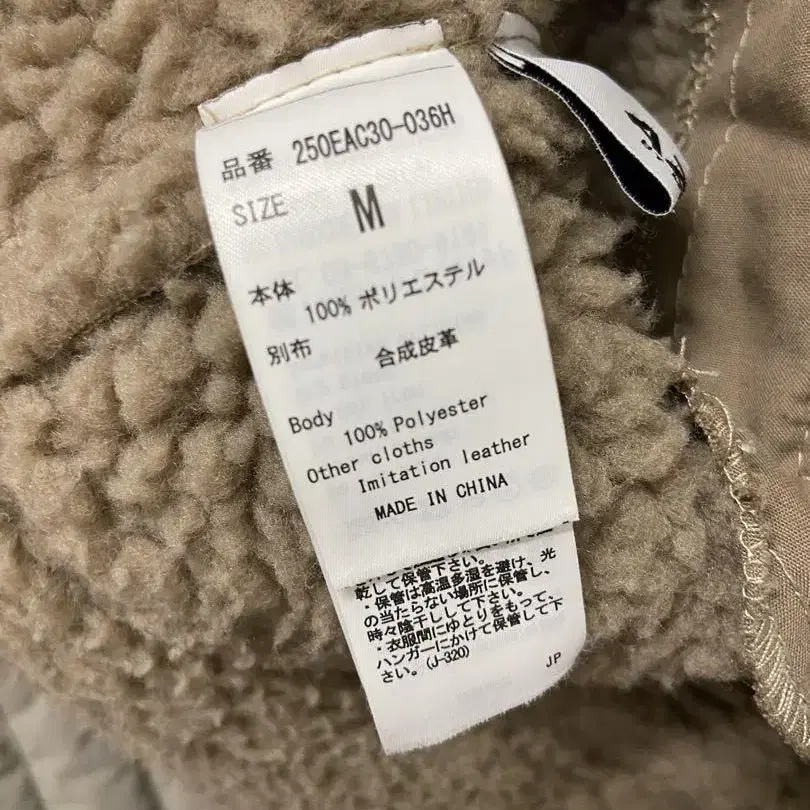 品番 250EAC30-036H
SIZE M
本体
100% ポリエステル
別布
合成皮革
Body
100% Polyester
Other cloths
Imitation leather
MADE IN CHINA
乾して保管下さい。
・保管は高温多湿を避け、光
の当たらない場所に保管し、
時々陰干しして下さい。
・衣服間にゆとりをもって、
ハンガーにかけて保管して下
さい。(J-320)
JP